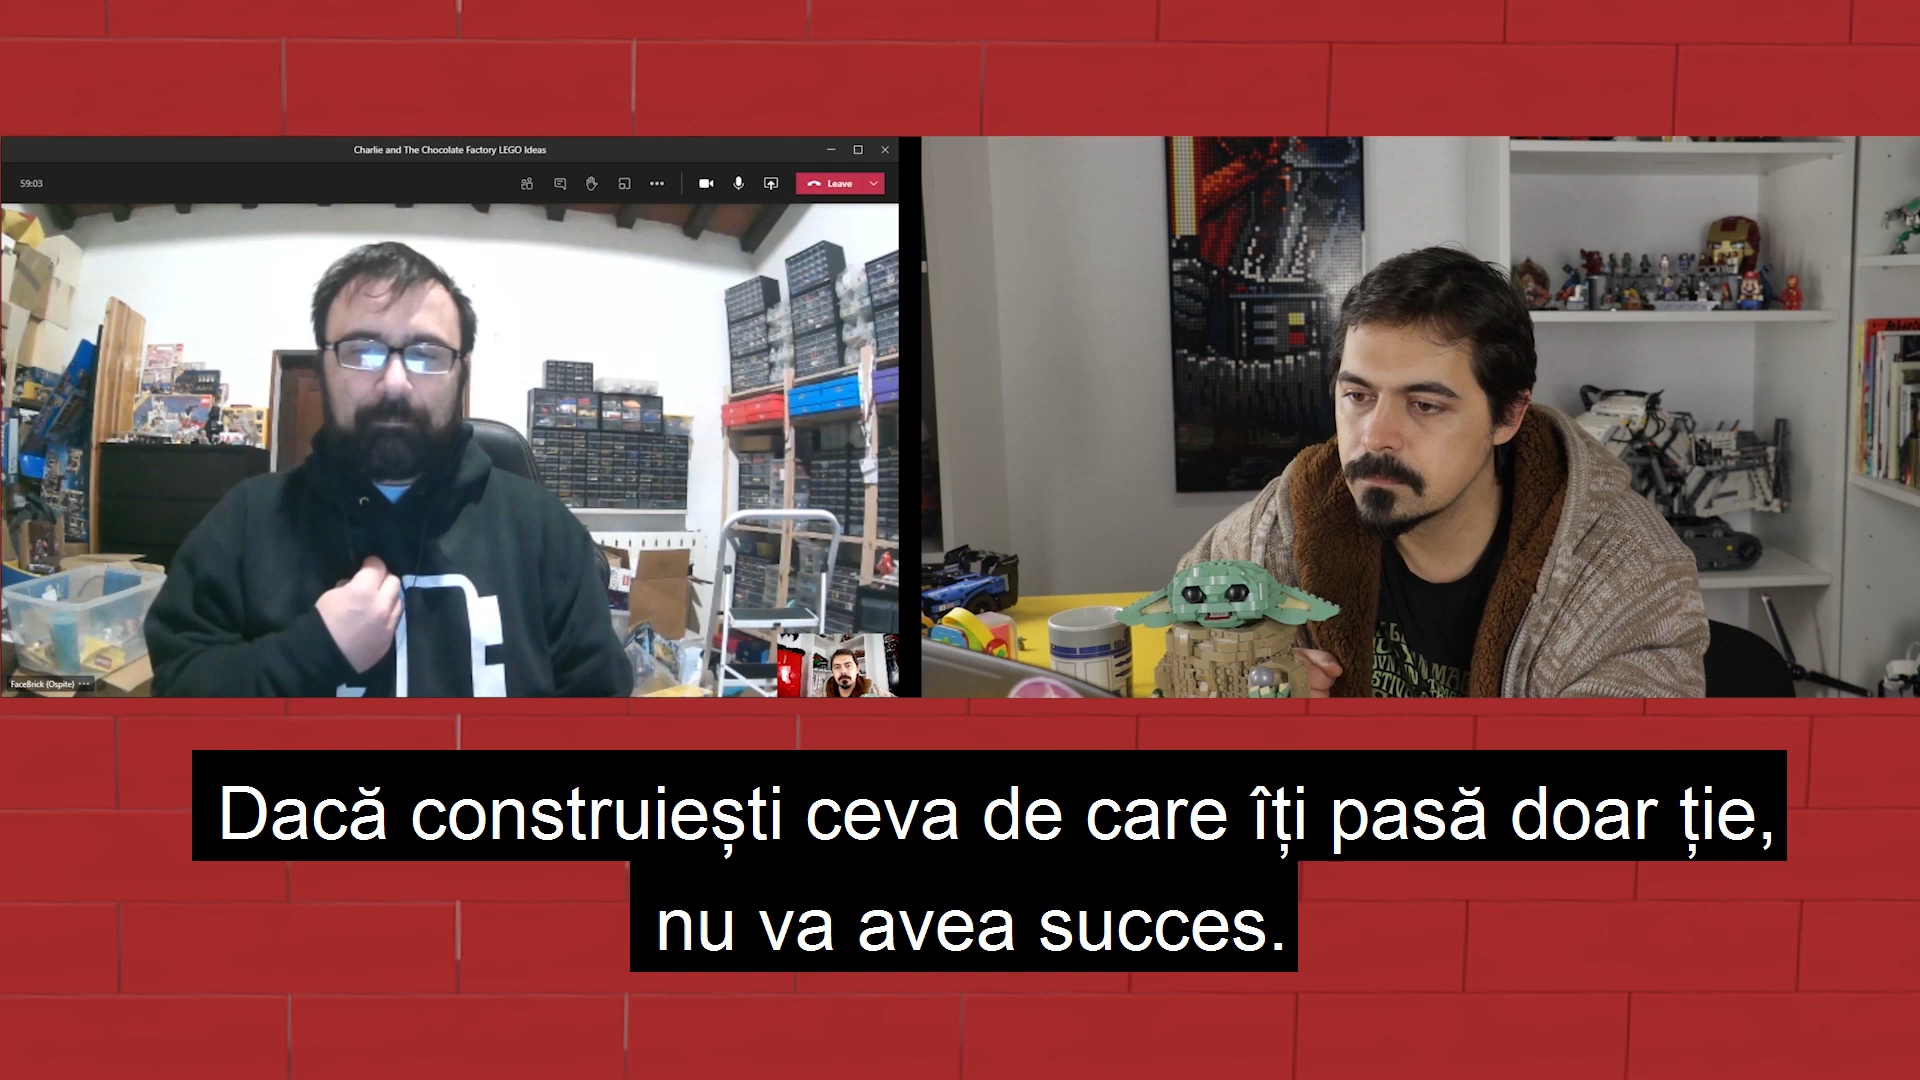 Charlie and The Chocolate Factory LEGO Ideas
59:03
Leave
FaceBrick (Ospite)
Dacă construiești ceva de care îți pasă doar ție,
nu va avea succes.